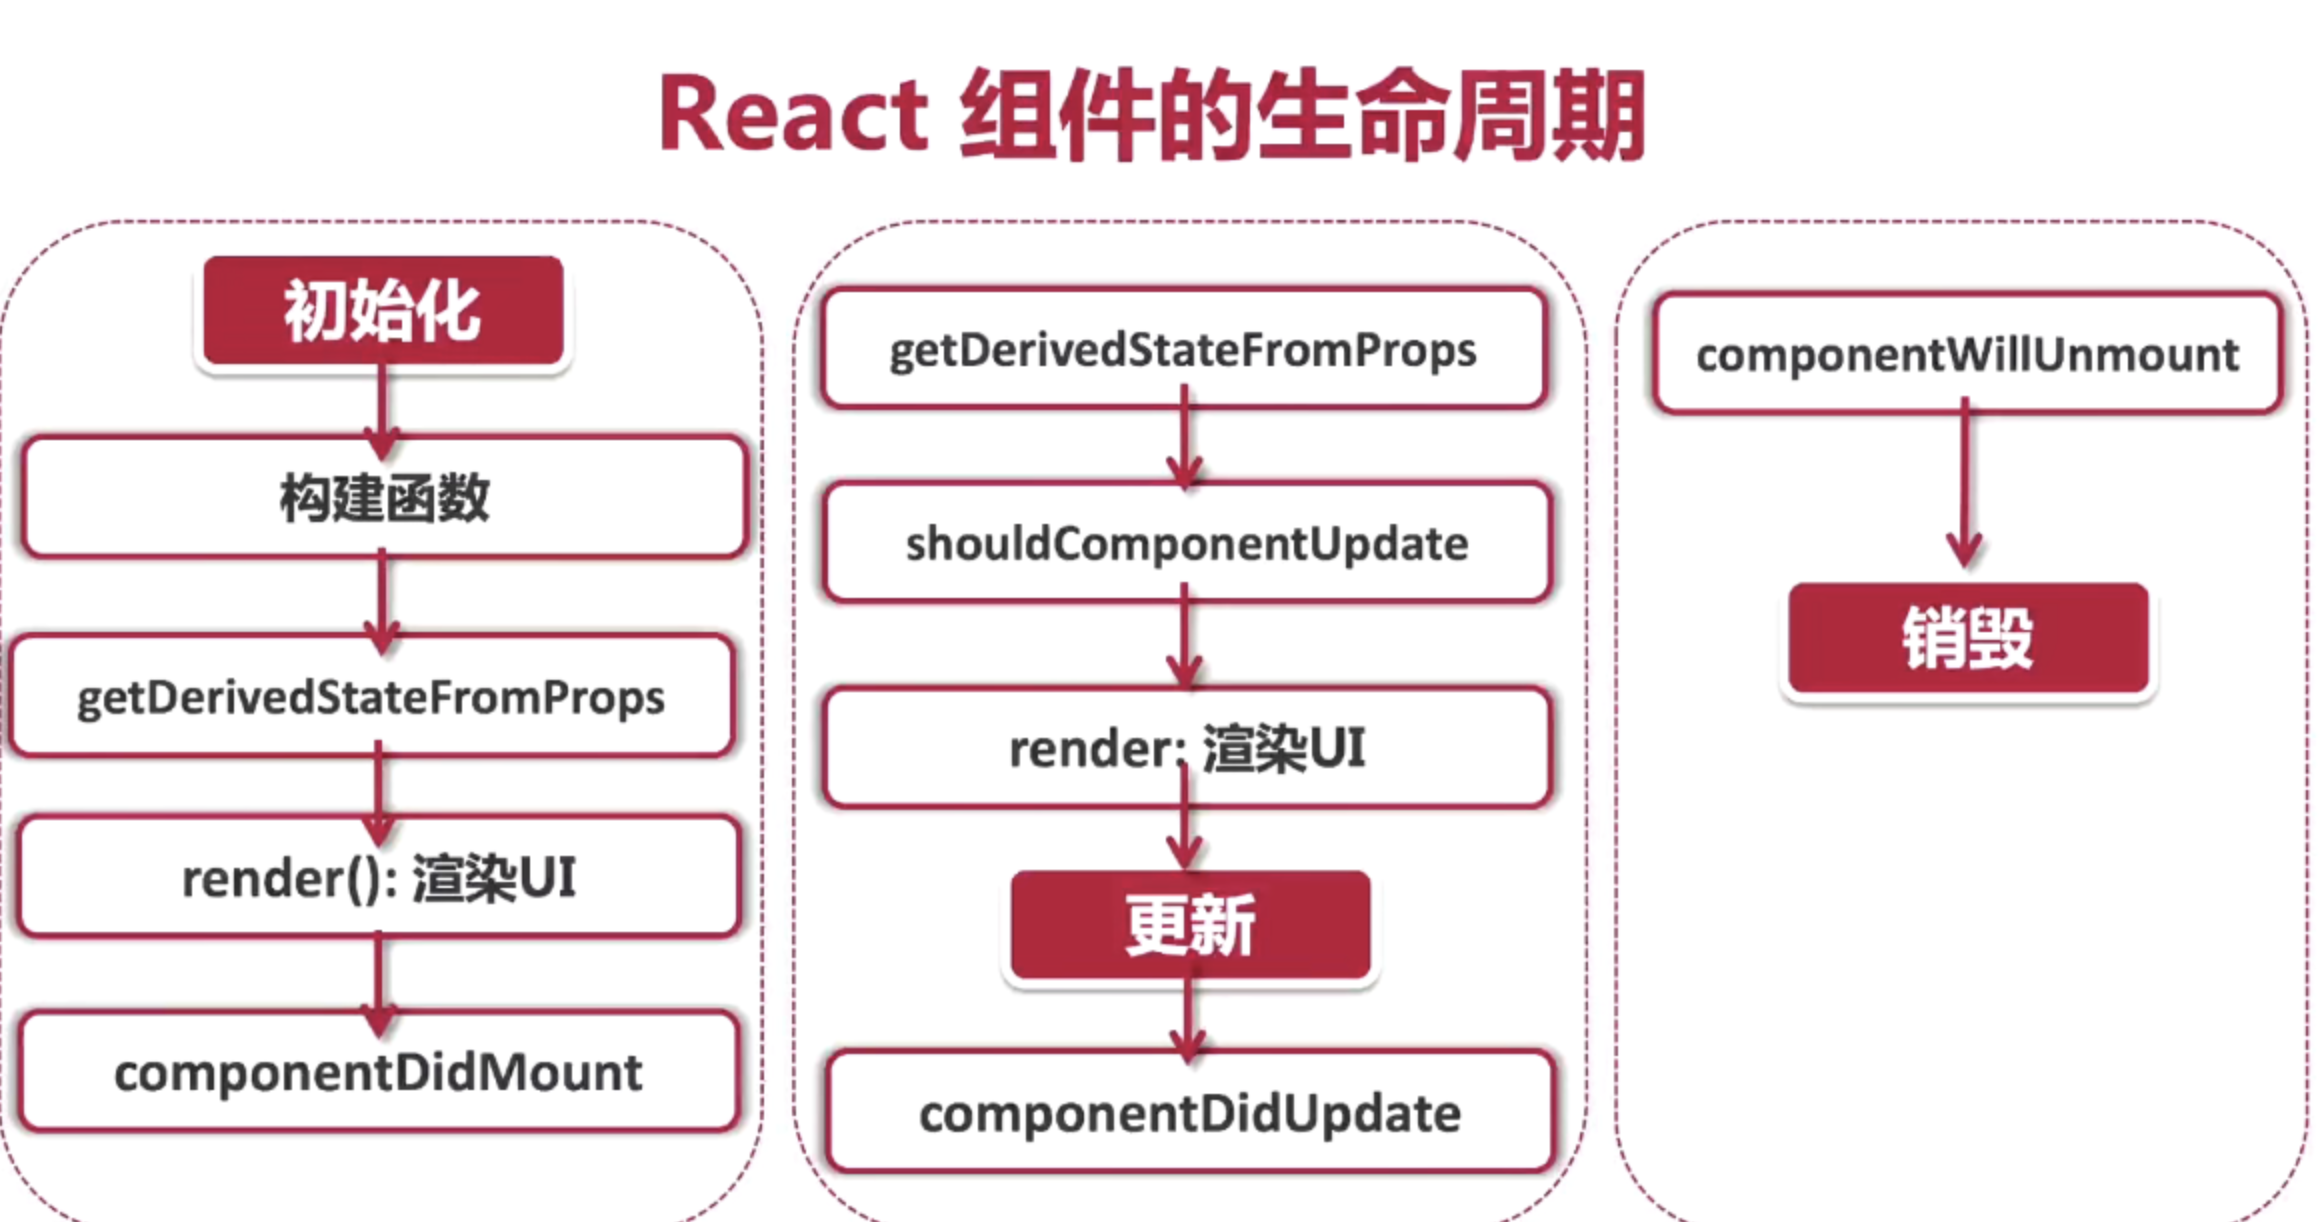 React 组件的生命周期
初始化
构建函数
getDerivedStateFromProps
render(): 渲染UI
componentDidMount
getDerivedStateFromProps
shouldComponentUpdate
render: 渲染UI
更新
componentDidUpdate
componentWillUnmount
销毁